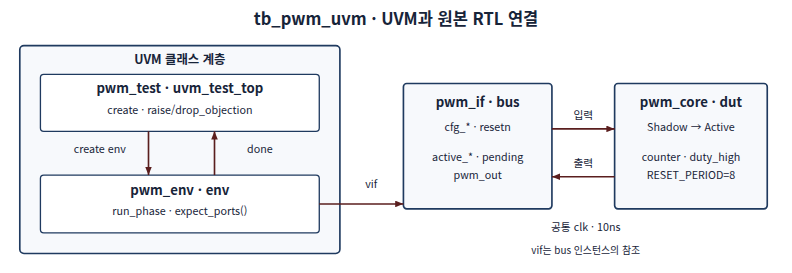 tb_pwm_uvm · UVM과 원본 RTL 연결
UVM 클래스 계층
pwm_test · uvm_test_top
create · raise/drop_objection
create env
done
pwm_env · env
run_phase · expect_ports()
vif
pwm_if · bus
cfg_* · resetn
active_* · pending
pwm_out
입력
출력
pwm_core · dut
Shadow → Active
counter · duty_high
RESET_PERIOD=8
공통 clk · 10ns
vif는 bus 인스턴스의 참조